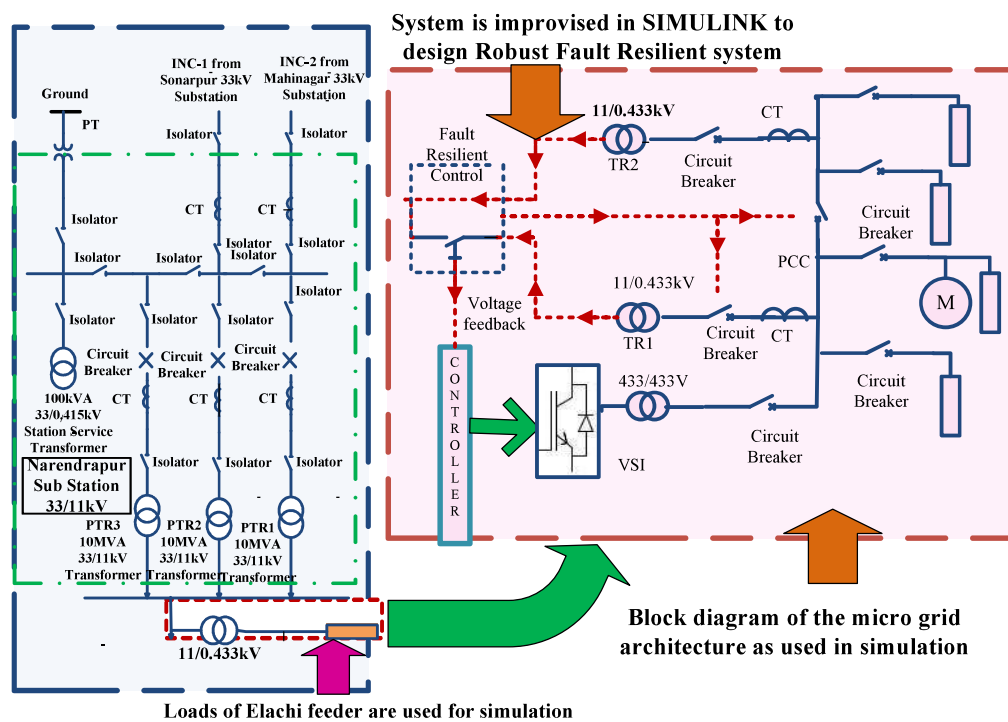 System is improvised in SIMULINK to
design Robust Fault Resilient system
INC-1 from
Sonarpur 33kV
Substation
INC-2 from
Mahinagar 33kV
Substation
Ground
PT
Isolator
Isolator
CT
CT
Isolator
Isolator
Isolator
Isolator
Isolator
Isolator
Isolator
Isolator
Isolator
Isolator
Circuit
Breaker
Circuit
Breaker
Circuit
Breaker
100kVA
33/0,415kV
Station Service
Transformer
CT
CT
CT
Isolator
Isolator
Isolator
Narendrapur
Sub Station
33/11kV
PTR3
10MVA
33/11kV
Transformer
PTR2
10MVA
33/11kV
Transformer
PTR1
10MVA
33/11kV
Transformer
11/0.433kV
Loads of Elachi feeder are used for simulation
Fault
Resilient
Control
11/0.433kV
TR2
Circuit
Breaker
CT
Circuit
Breaker
PCC
Voltage
feedback
11/0.433kV
TR1
Circuit
Breaker
CT
M
CONTROLLER
433/433V
VSI
Circuit
Breaker
Circuit
Breaker
Block diagram of the micro grid
architecture as used in simulation